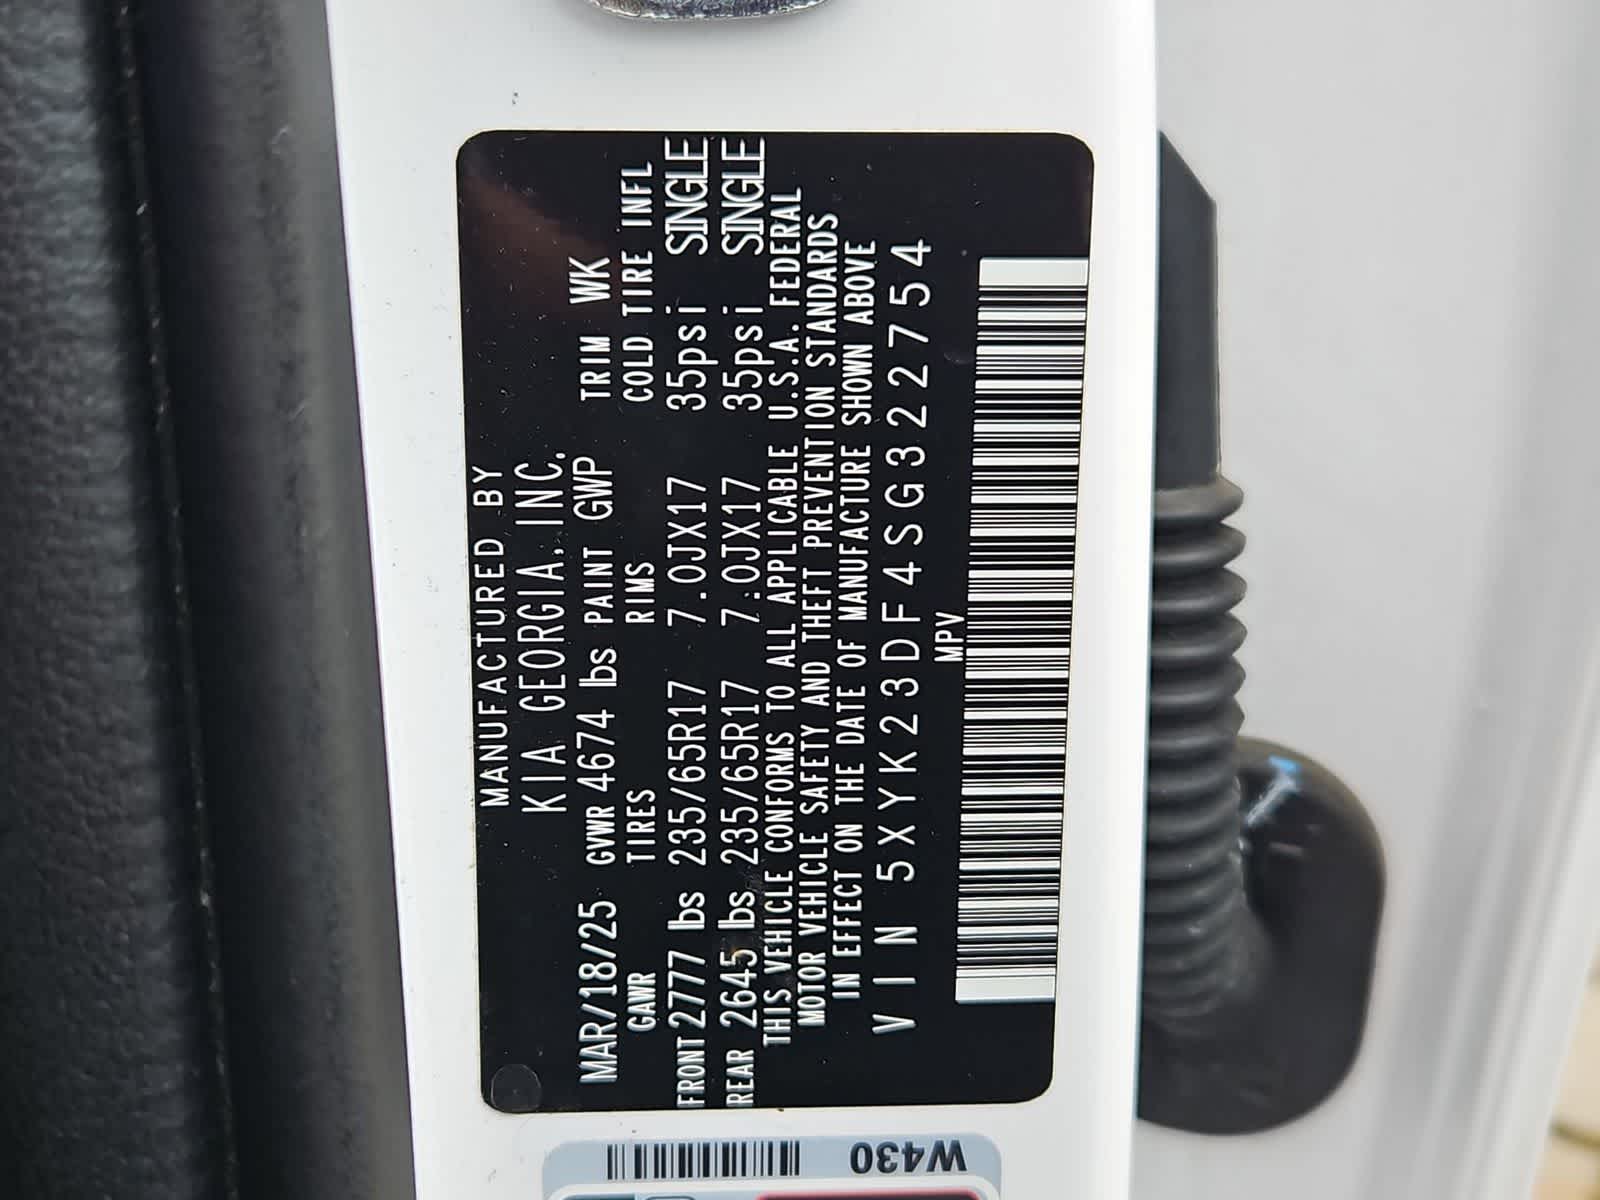 MANUFACTURED BY
KIA GEORGIA, INC.
MAR/18/25 GVWR 4674 lbs PAINT GWP TRIM WK
GAWR TIRES RIMS COLD TIRE INFL
FRONT 2777 lbs 235/65R17 7.0JX17 35psi SINGLE
REAR 2645 lbs 235/65R17 7.0JX17 35psi SINGLE
THIS VEHICLE CONFORMS TO ALL APPLICABLE U.S.A. FEDERAL
MOTOR VEHICLE SAFETY AND THEFT PREVENTION STANDARDS
IN EFFECT ON THE DATE OF MANUFACTURE SHOWN ABOVE
VIN 5XYK23DF4SG322754
MPV
W430